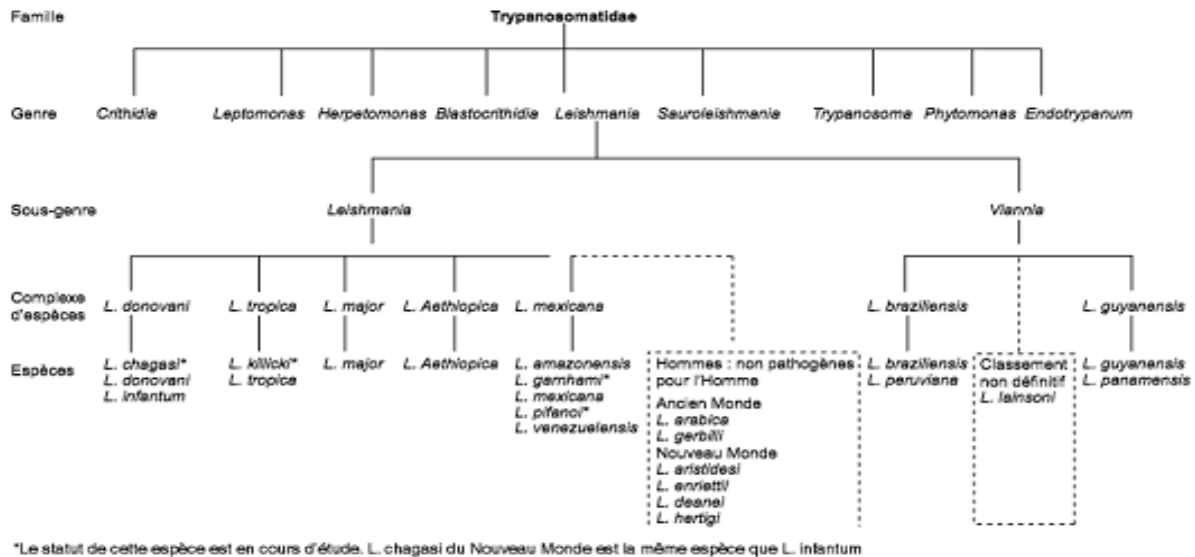 Famille Trypanosomatidae
Genre Crithidia Leptomonas Herpetomonas Blastocrithidia Leishmania Sauroleishmania Trypanosoma Phytomonas Endotrypanum
Sous-genre Leishmania Viannia
Complexe d'espèces L. donovani L. tropica L. major L. Aethiopica L. mexicana L. braziliensis L. guyanensis
Espèces
L. chagasi*
L. donovani
L. infantum
L. killicki*
L. tropica
L. major
L. Aethiopica
L. amazonensis
L. garnhami*
L. mexicana
L. pifanoi*
L. venezuelensis
Hommes : non pathogènes
pour l'Homme
Ancien Monde
L. arabica
L. gerbilli
Nouveau Monde
L. aristidesi
L. enriettii
L. deanei
L. hertigi
L. braziliensis
L. peruviana
Classement
non définitif
L. lainsoni
L. guyanensis
L. panamensis
*Le statut de cette espèce est en cours d'étude. L. chagasi du Nouveau Monde est la même espèce que L. infantum